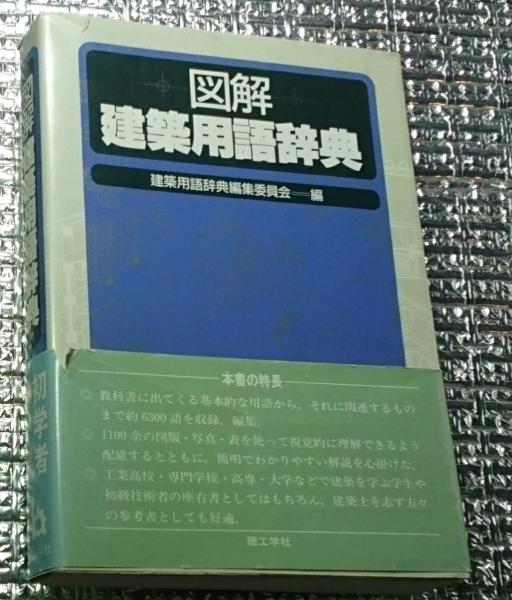 図解
建築用語辞典
建築用語辞典編集委員会＝編
本書の特長
◎ 教科書に出てくる基本的な用語から，それに関連するもの
まで約6300語を収録，編集．
◎ 1100余の図版・写真・表を使って視覚的に理解できるよう
配慮するとともに，簡明でわかりやすい解説を心掛けた．
◎ 工業高校・専門学校・高専・大学などで建築を学ぶ学生や
初級技術者の座右書としてはもちろん，建築士を志す方々
の参考書としても好適．
理工学社
図解 建築用語辞典
初学者